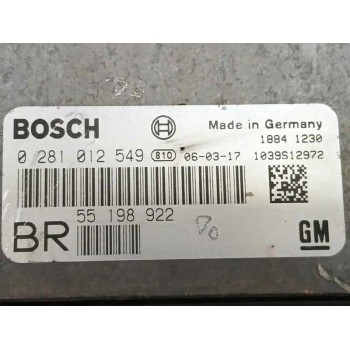 BOSCH Made in Germany
1884 1230
0 281 012 549 810 06-03-17 1039S12972
55 198 922
BR GM